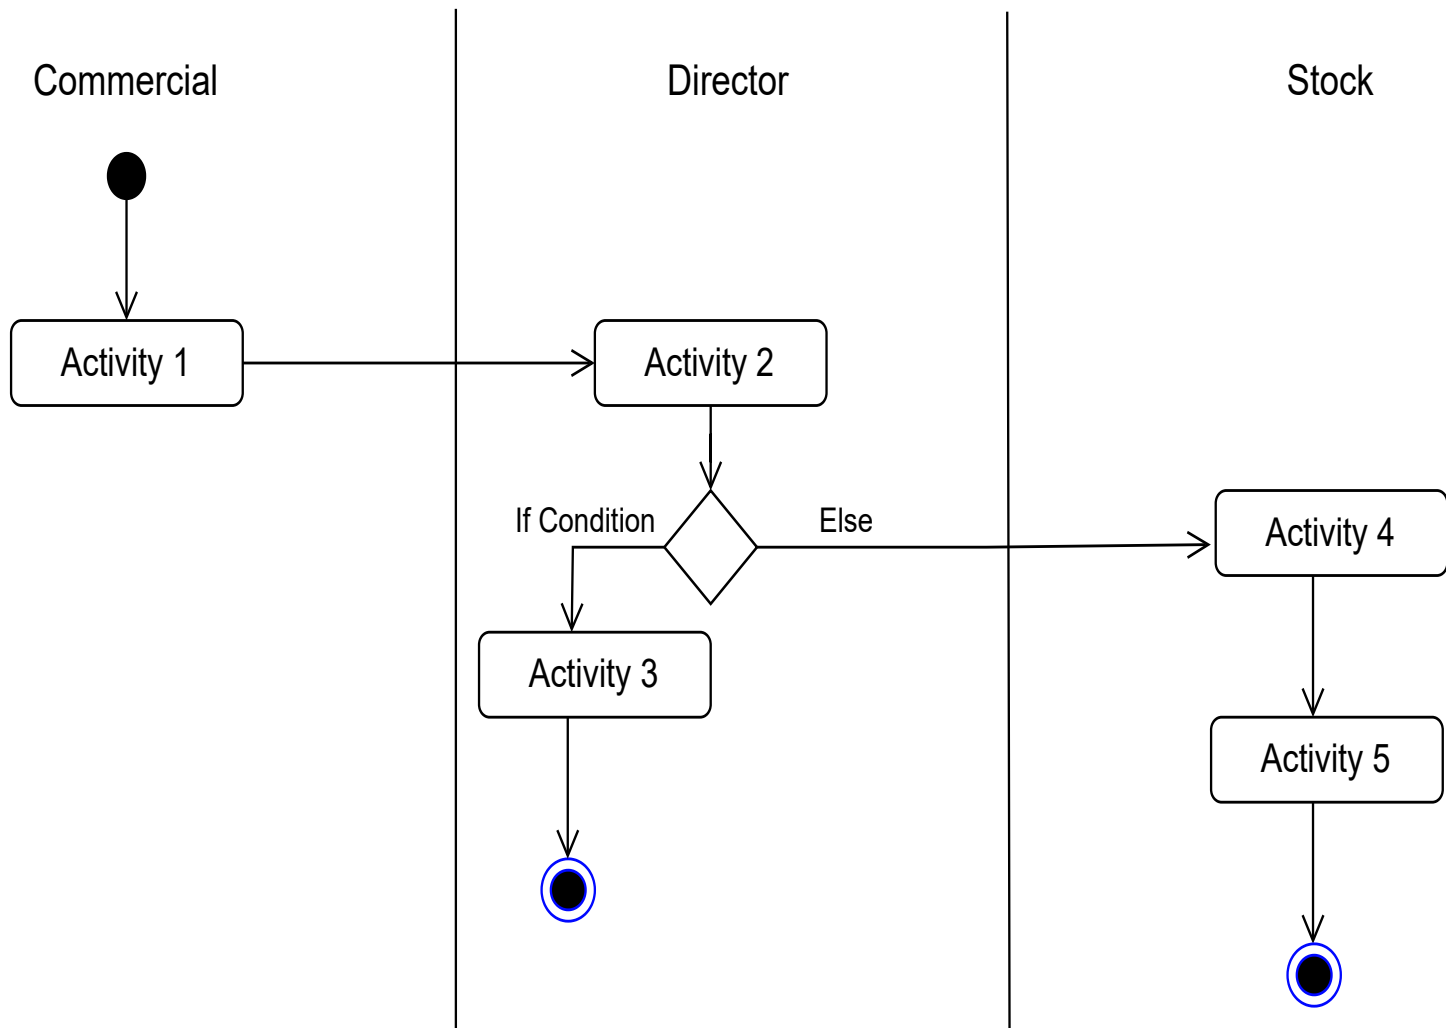 Commercial
Director
Stock
Activity 1
Activity 2
If Condition
Else
Activity 4
Activity 3
Activity 5